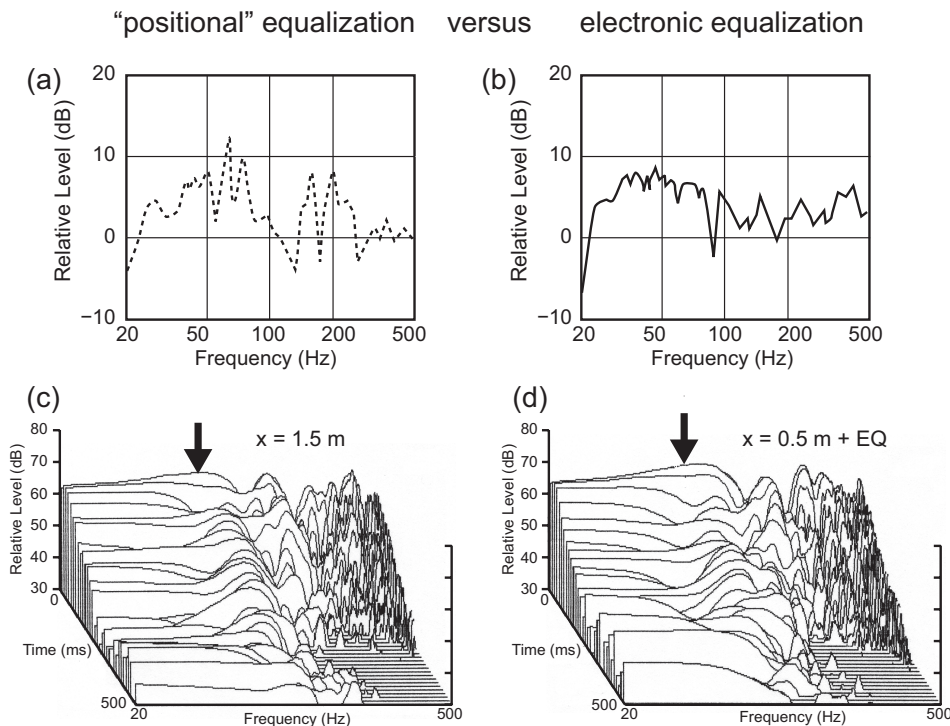 “positional” equalization versus electronic equalization
(a)
20
10
0
−10
Relative Level (dB)
20 50 100 200 500
Frequency (Hz)
(b)
20
10
0
−10
Relative Level (dB)
20 50 100 200 500
Frequency (Hz)
(c)
x = 1.5 m
80
70
60
50
40
30
Relative Level (dB)
0
Time (ms)
500
20 Frequency (Hz) 500
(d)
x = 0.5 m + EQ
80
70
60
50
40
30
Relative Level (dB)
0
Time (ms)
500
20 Frequency (Hz) 500